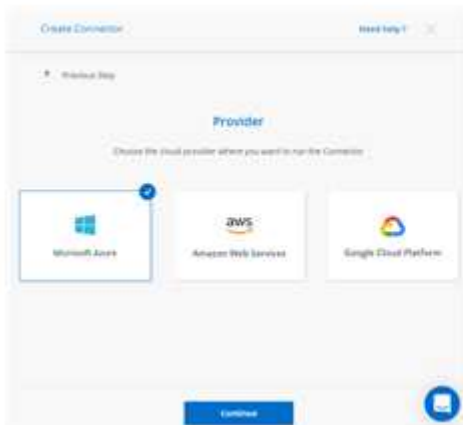 Create Connector
Need help?
Previous Step
Provider
Choose the cloud provider where you want to run the Connector
aws
Microsoft Azure
Amazon Web Services
Google Cloud Platform
Continue